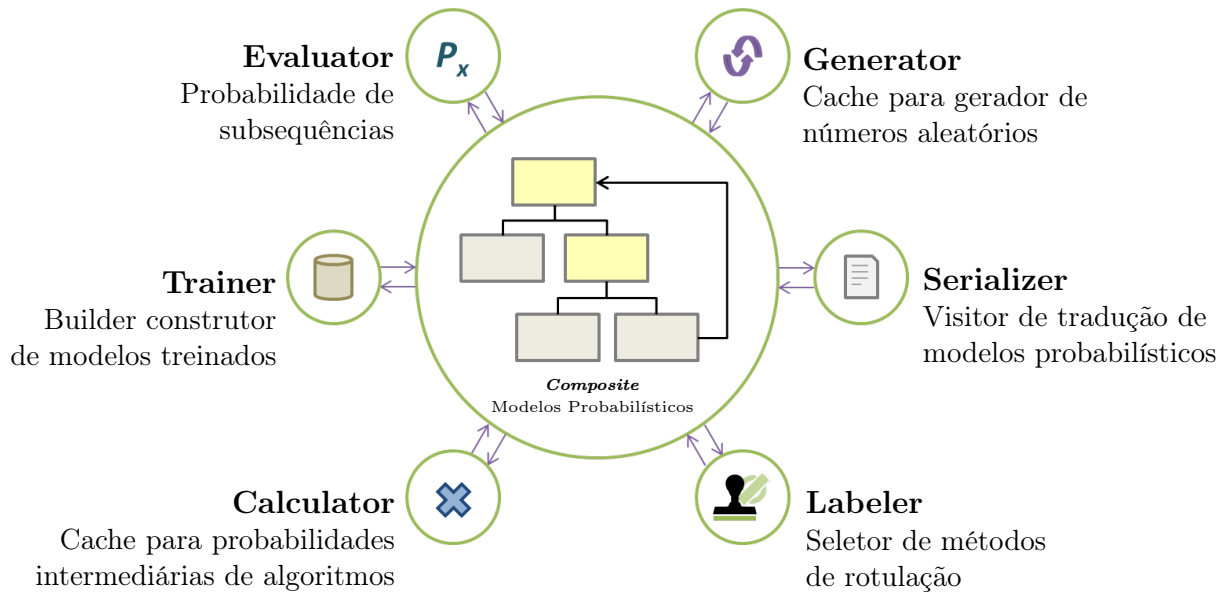 Evaluator
Probabilidade de
subsequências
P x
Generator
Cache para gerador de
números aleatórios
Trainer
Builder construtor
de modelos treinados
Serializer
Visitor de tradução de
modelos probabilísticos
Composite
Modelos Probabilísticos
Calculator
Cache para probabilidades
intermediárias de algoritmos
Labeler
Seletor de métodos
de rotulação